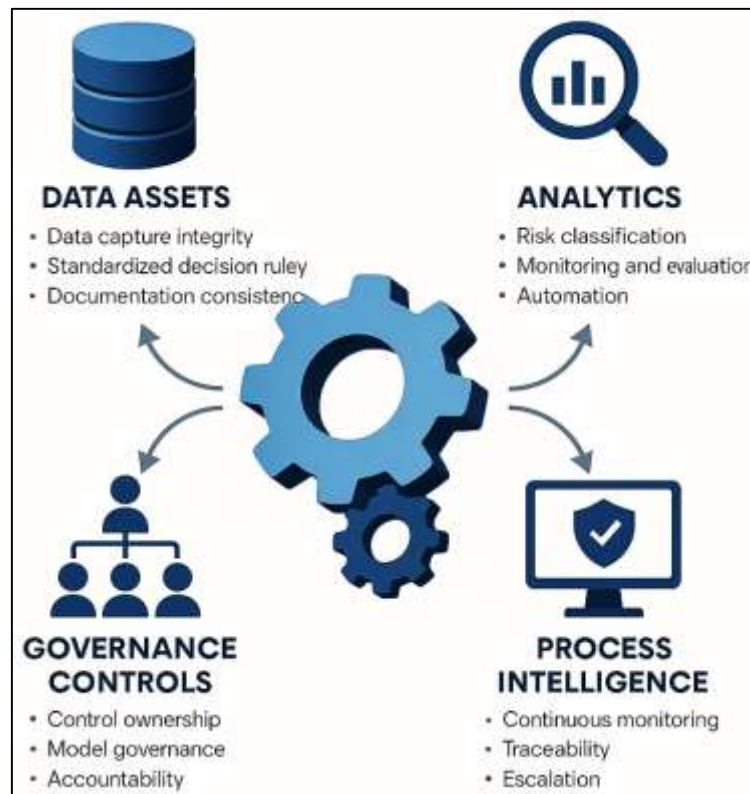 DATA ASSETS
• Data capture integrity
• Standardized decision ruley
• Documentation consistenc
ANALYTICS
• Risk classification
• Monitoring and evaluation
• Automation
GOVERNANCE
CONTROLS
• Control ownership
• Model governance
• Accountability
PROCESS
INTELLIGENCE
• Continuous monitoring
• Traceability
• Escalation